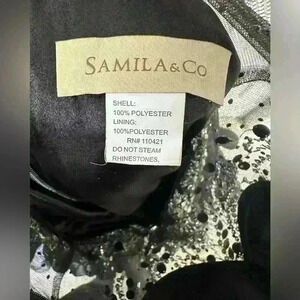 SAMILA&CO
SHELL:
100% POLYESTER
LINING:
100%POLYESTER
RN# 110421
DO NOT STEAM
RHINESTONES,